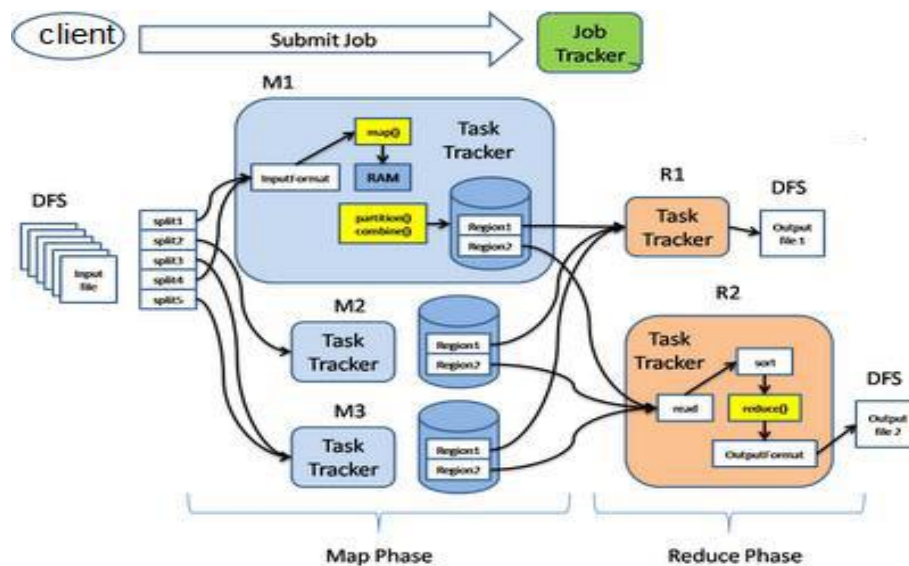 client
Submit Job
Job
Tracker
M1
map()
Task
Tracker
InputFormat
RAM
partition()
combine()
Region1
Region2
DFS
Input
file
split1
split2
split3
split4
split5
M2
Task
Tracker
Region1
Region2
M3
Task
Tracker
Region1
Region2
R1
Task
Tracker
DFS
Output
file 1
R2
Task
Tracker
sort
read
reduce()
OutputFormat
DFS
Output
file 2
Map Phase
Reduce Phase